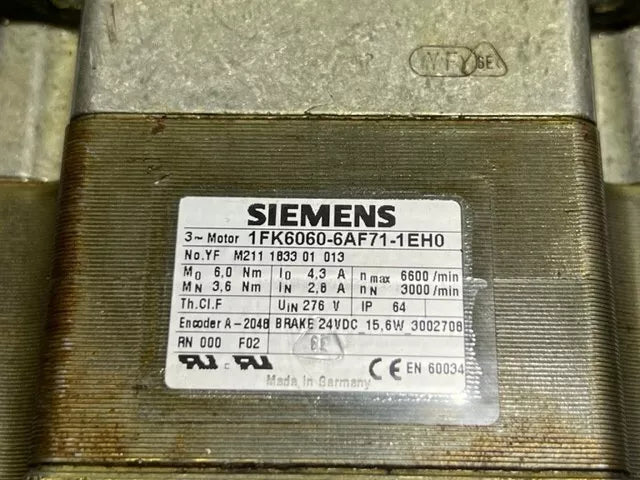 SIEMENS
3~ Motor 1FK6060-6AF71-1EH0
No.YF M211 1833 01 013
M0 6,0 Nm I0 4,3 A nmax 6600 /min
MN 3,6 Nm IN 2,8 A nN 3000 /min
Th.Cl.F UIN 276 V IP 64
Encoder A-2048 BRAKE 24VDC 15,6W 3002708
RN 000 F02
CE EN 60034
Made in Germany